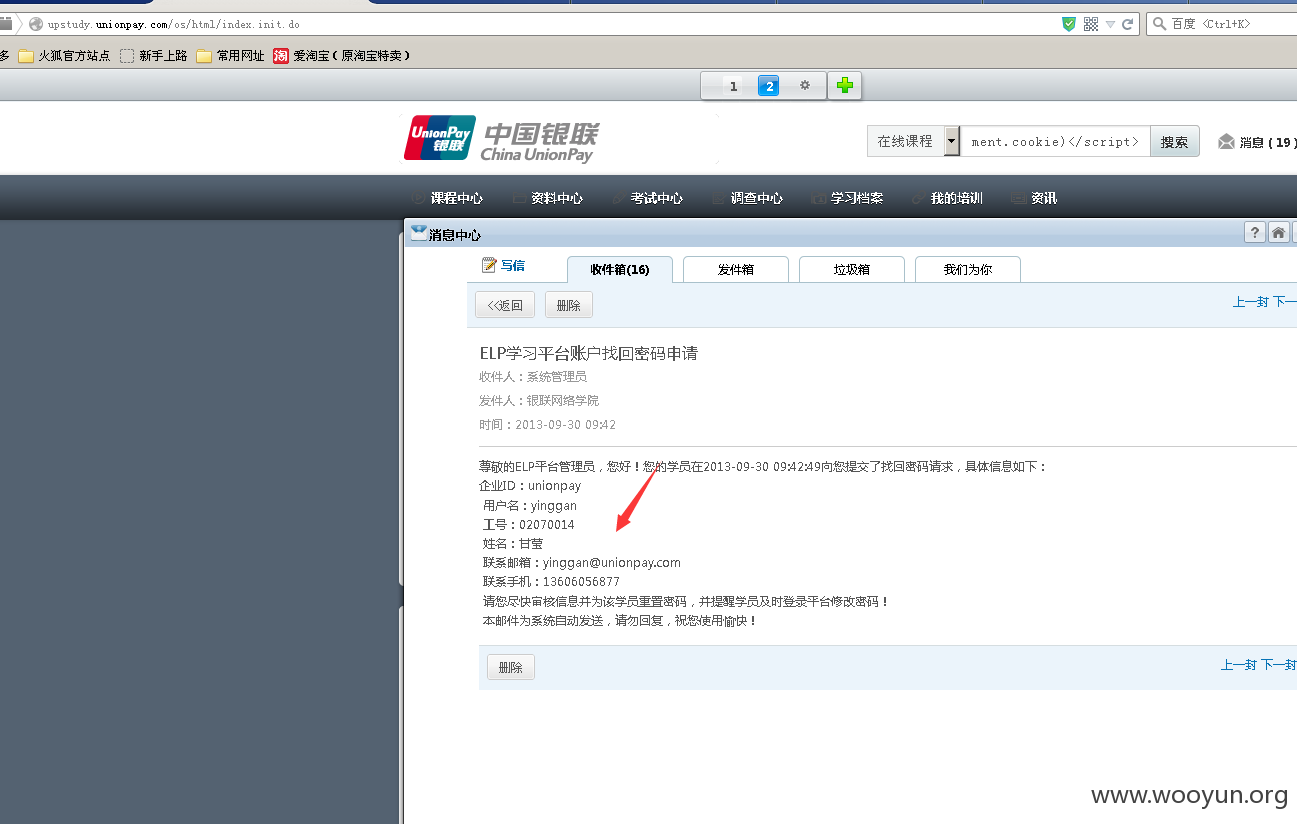 upstudy.unionpay.com/os/html/index.init.do
百度 <Ctrl+K>
多 火狐官方站点 新手上路 常用网址 淘 爱淘宝（原淘宝特卖）
1 2
UnionPay 银联 中国银联 China UnionPay
在线课程 ment.cookie)</script> 搜索 消息 ( 19 )
课程中心 资料中心 考试中心 调查中心 学习档案 我的培训 资讯
消息中心 ?
写信 收件箱(16) 发件箱 垃圾箱 我们为你
<<返回 删除 上一封 下一
ELP学习平台账户找回密码申请
收件人：系统管理员
发件人：银联网络学院
时间：2013-09-30 09:42
尊敬的ELP平台管理员，您好！您的学员在2013-09-30 09:42:49向您提交了找回密码请求，具体信息如下：
企业ID：unionpay
用户名：yinggan
工号：02070014
姓名：甘莹
联系邮箱：yinggan@unionpay.com
联系手机：13606056877
请您尽快审核信息并为该学员重置密码，并提醒学员及时登录平台修改密码！
本邮件为系统自动发送，请勿回复，祝您使用愉快！
删除 上一封 下一封
www.wooyun.org